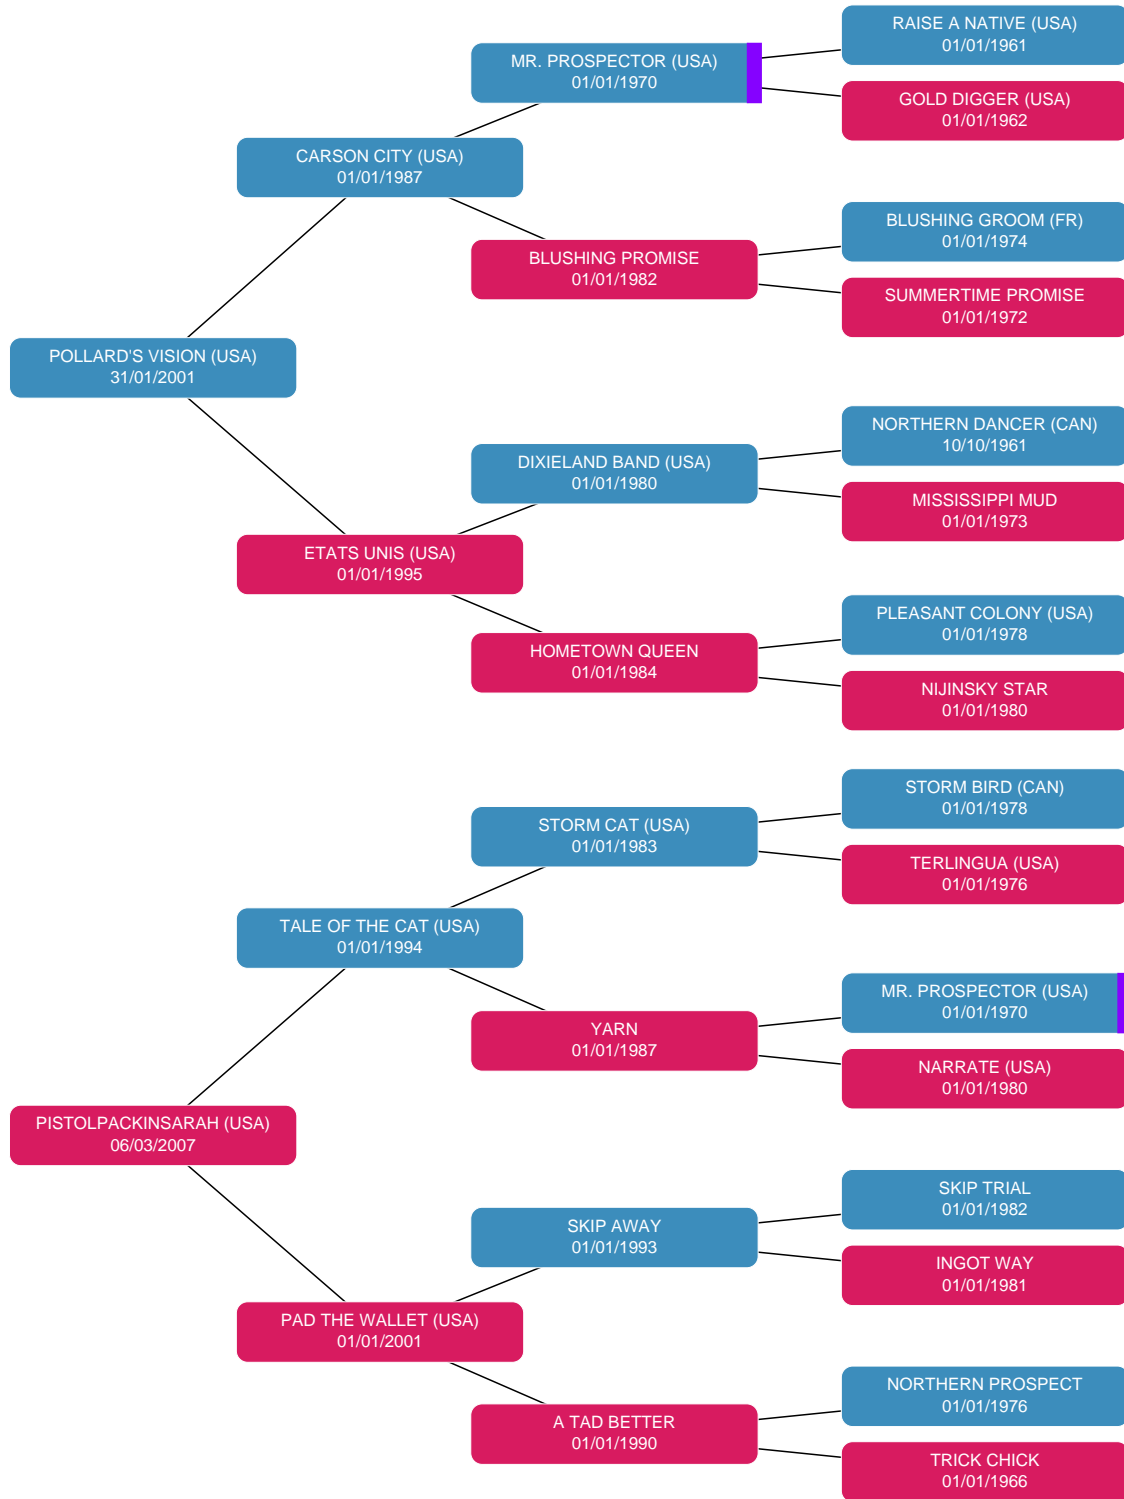 RAISE A NATIVE (USA)
01/01/1961
MR. PROSPECTOR (USA)
01/01/1970
GOLD DIGGER (USA)
01/01/1962
CARSON CITY (USA)
01/01/1987
BLUSHING GROOM (FR)
01/01/1974
BLUSHING PROMISE
01/01/1982
SUMMERTIME PROMISE
01/01/1972
POLLARD'S VISION (USA)
31/01/2001
NORTHERN DANCER (CAN)
10/10/1961
DIXIELAND BAND (USA)
01/01/1980
MISSISSIPPI MUD
01/01/1973
ETATS UNIS (USA)
01/01/1995
PLEASANT COLONY (USA)
01/01/1978
HOMETOWN QUEEN
01/01/1984
NIJINSKY STAR
01/01/1980
STORM BIRD (CAN)
01/01/1978
STORM CAT (USA)
01/01/1983
TERLINGUA (USA)
01/01/1976
TALE OF THE CAT (USA)
01/01/1994
MR. PROSPECTOR (USA)
01/01/1970
YARN
01/01/1987
NARRATE (USA)
01/01/1980
PISTOLPACKINSARAH (USA)
06/03/2007
SKIP TRIAL
01/01/1982
SKIP AWAY
01/01/1993
INGOT WAY
01/01/1981
PAD THE WALLET (USA)
01/01/2001
NORTHERN PROSPECT
01/01/1976
A TAD BETTER
01/01/1990
TRICK CHICK
01/01/1966